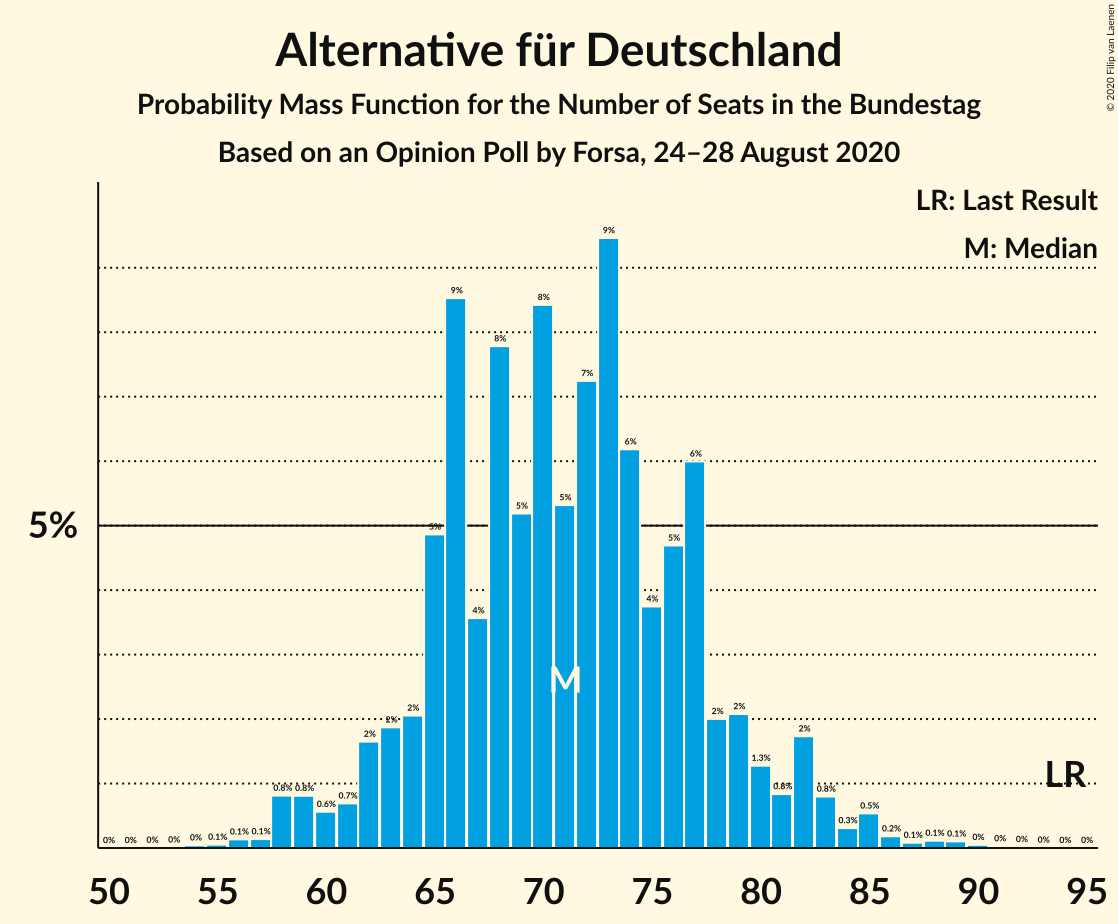 Alternative für Deutschland
Probability Mass Function for the Number of Seats in the Bundestag
Based on an Opinion Poll by Forsa, 24–28 August 2020
© 2020 Filip van Laenen
LR: Last Result
M: Median
5%
0% 0% 0% 0% 0% 0.1% 0.1% 0.1% 0.8% 0.8% 0.6% 0.7% 2% 2% 2% 5% 9% 4% 8% 5% 8% 5% 7% 9% 6% 4% 5% 6% 2% 2% 1.3% 0.8% 2% 0.8% 0.3% 0.5% 0.2% 0.1% 0.1% 0.1% 0% 0% 0% 0% 0% 0%
M
LR
50 55 60 65 70 75 80 85 90 95